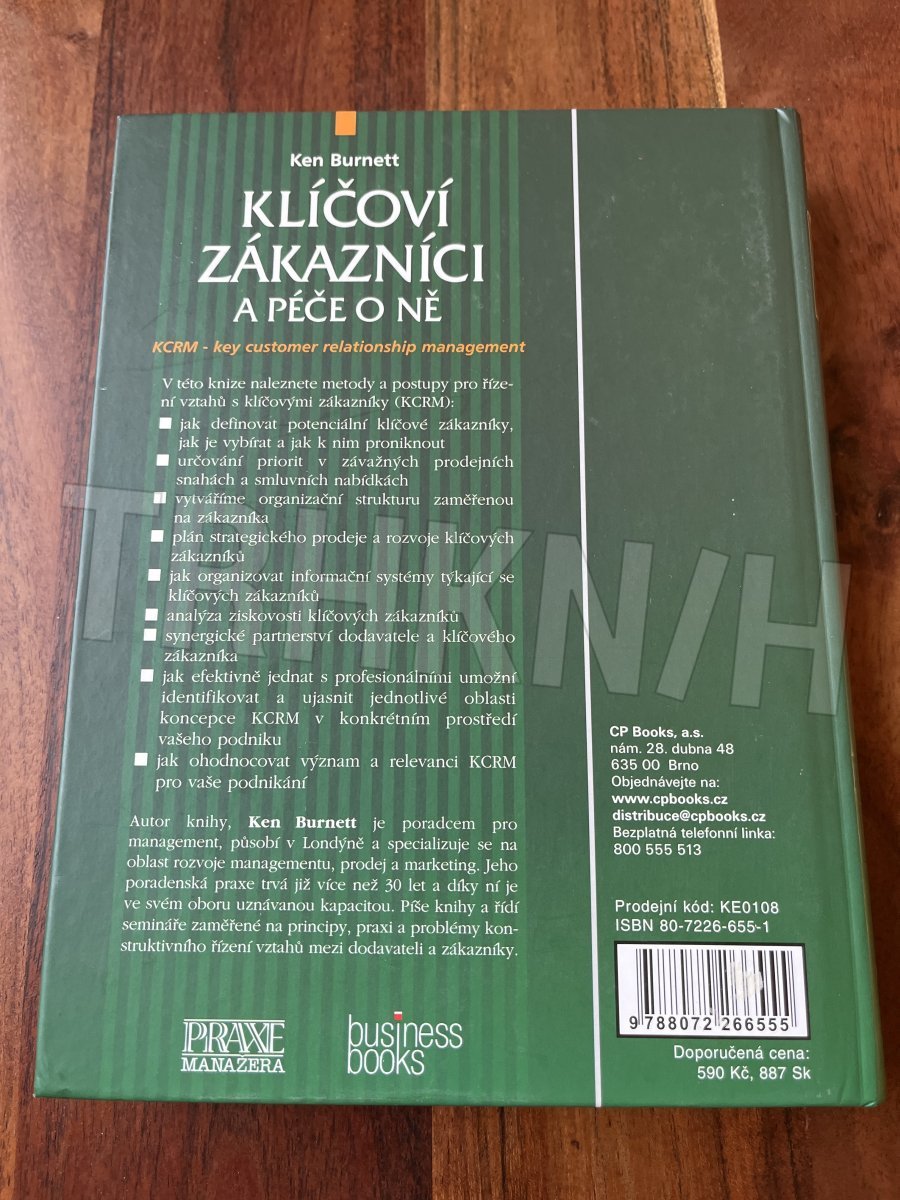 Ken Burnett
KLÍČOVÍ
ZÁKAZNÍCI
A PÉČE O NĚ
KCRM - key customer relationship management
V této knize naleznete metody a postupy pro říze-
ní vztahů s klíčovými zákazníky (KCRM):
jak definovat potenciální klíčové zákazníky,
jak je vybírat a jak k nim proniknout
určování priorit v závažných prodejních
snahách a smluvních nabídkách
vytváříme organizační strukturu zaměřenou
na zákazníka
plán strategického prodeje a rozvoje klíčových
zákazníků
jak organizovat informační systémy týkající se
klíčových zákazníků
analýza ziskovosti klíčových zákazníků
synergické partnerství dodavatele a klíčového
zákazníka
jak efektivně jednat s profesionálními umožní
identifikovat a ujasnit jednotlivé oblasti
koncepce KCRM v konkrétním prostředí
vašeho podniku
jak ohodnocovat význam a relevanci KCRM
pro vaše podnikání
Autor knihy, Ken Burnett je poradcem pro
management, působí v Londýně a specializuje se na
oblast rozvoje managementu, prodej a marketing. Jeho
poradenská praxe trvá již více než 30 let a díky ní je
ve svém oboru uznávanou kapacitou. Píše knihy a řídí
semináře zaměřené na principy, praxi a problémy kon-
struktivního řízení vztahů mezi dodavateli a zákazníky.
PRAXE
MANAŽERA
business
books
CP Books, a.s.
nám. 28. dubna 48
635 00 Brno
Objednávejte na:
www.cpbooks.cz
distribuce@cpbooks.cz
Bezplatná telefonní linka:
800 555 513
Prodejní kód: KE0108
ISBN 80-7226-655-1
9 788072 266555
Doporučená cena:
590 Kč, 887 Sk
TRHKNIH